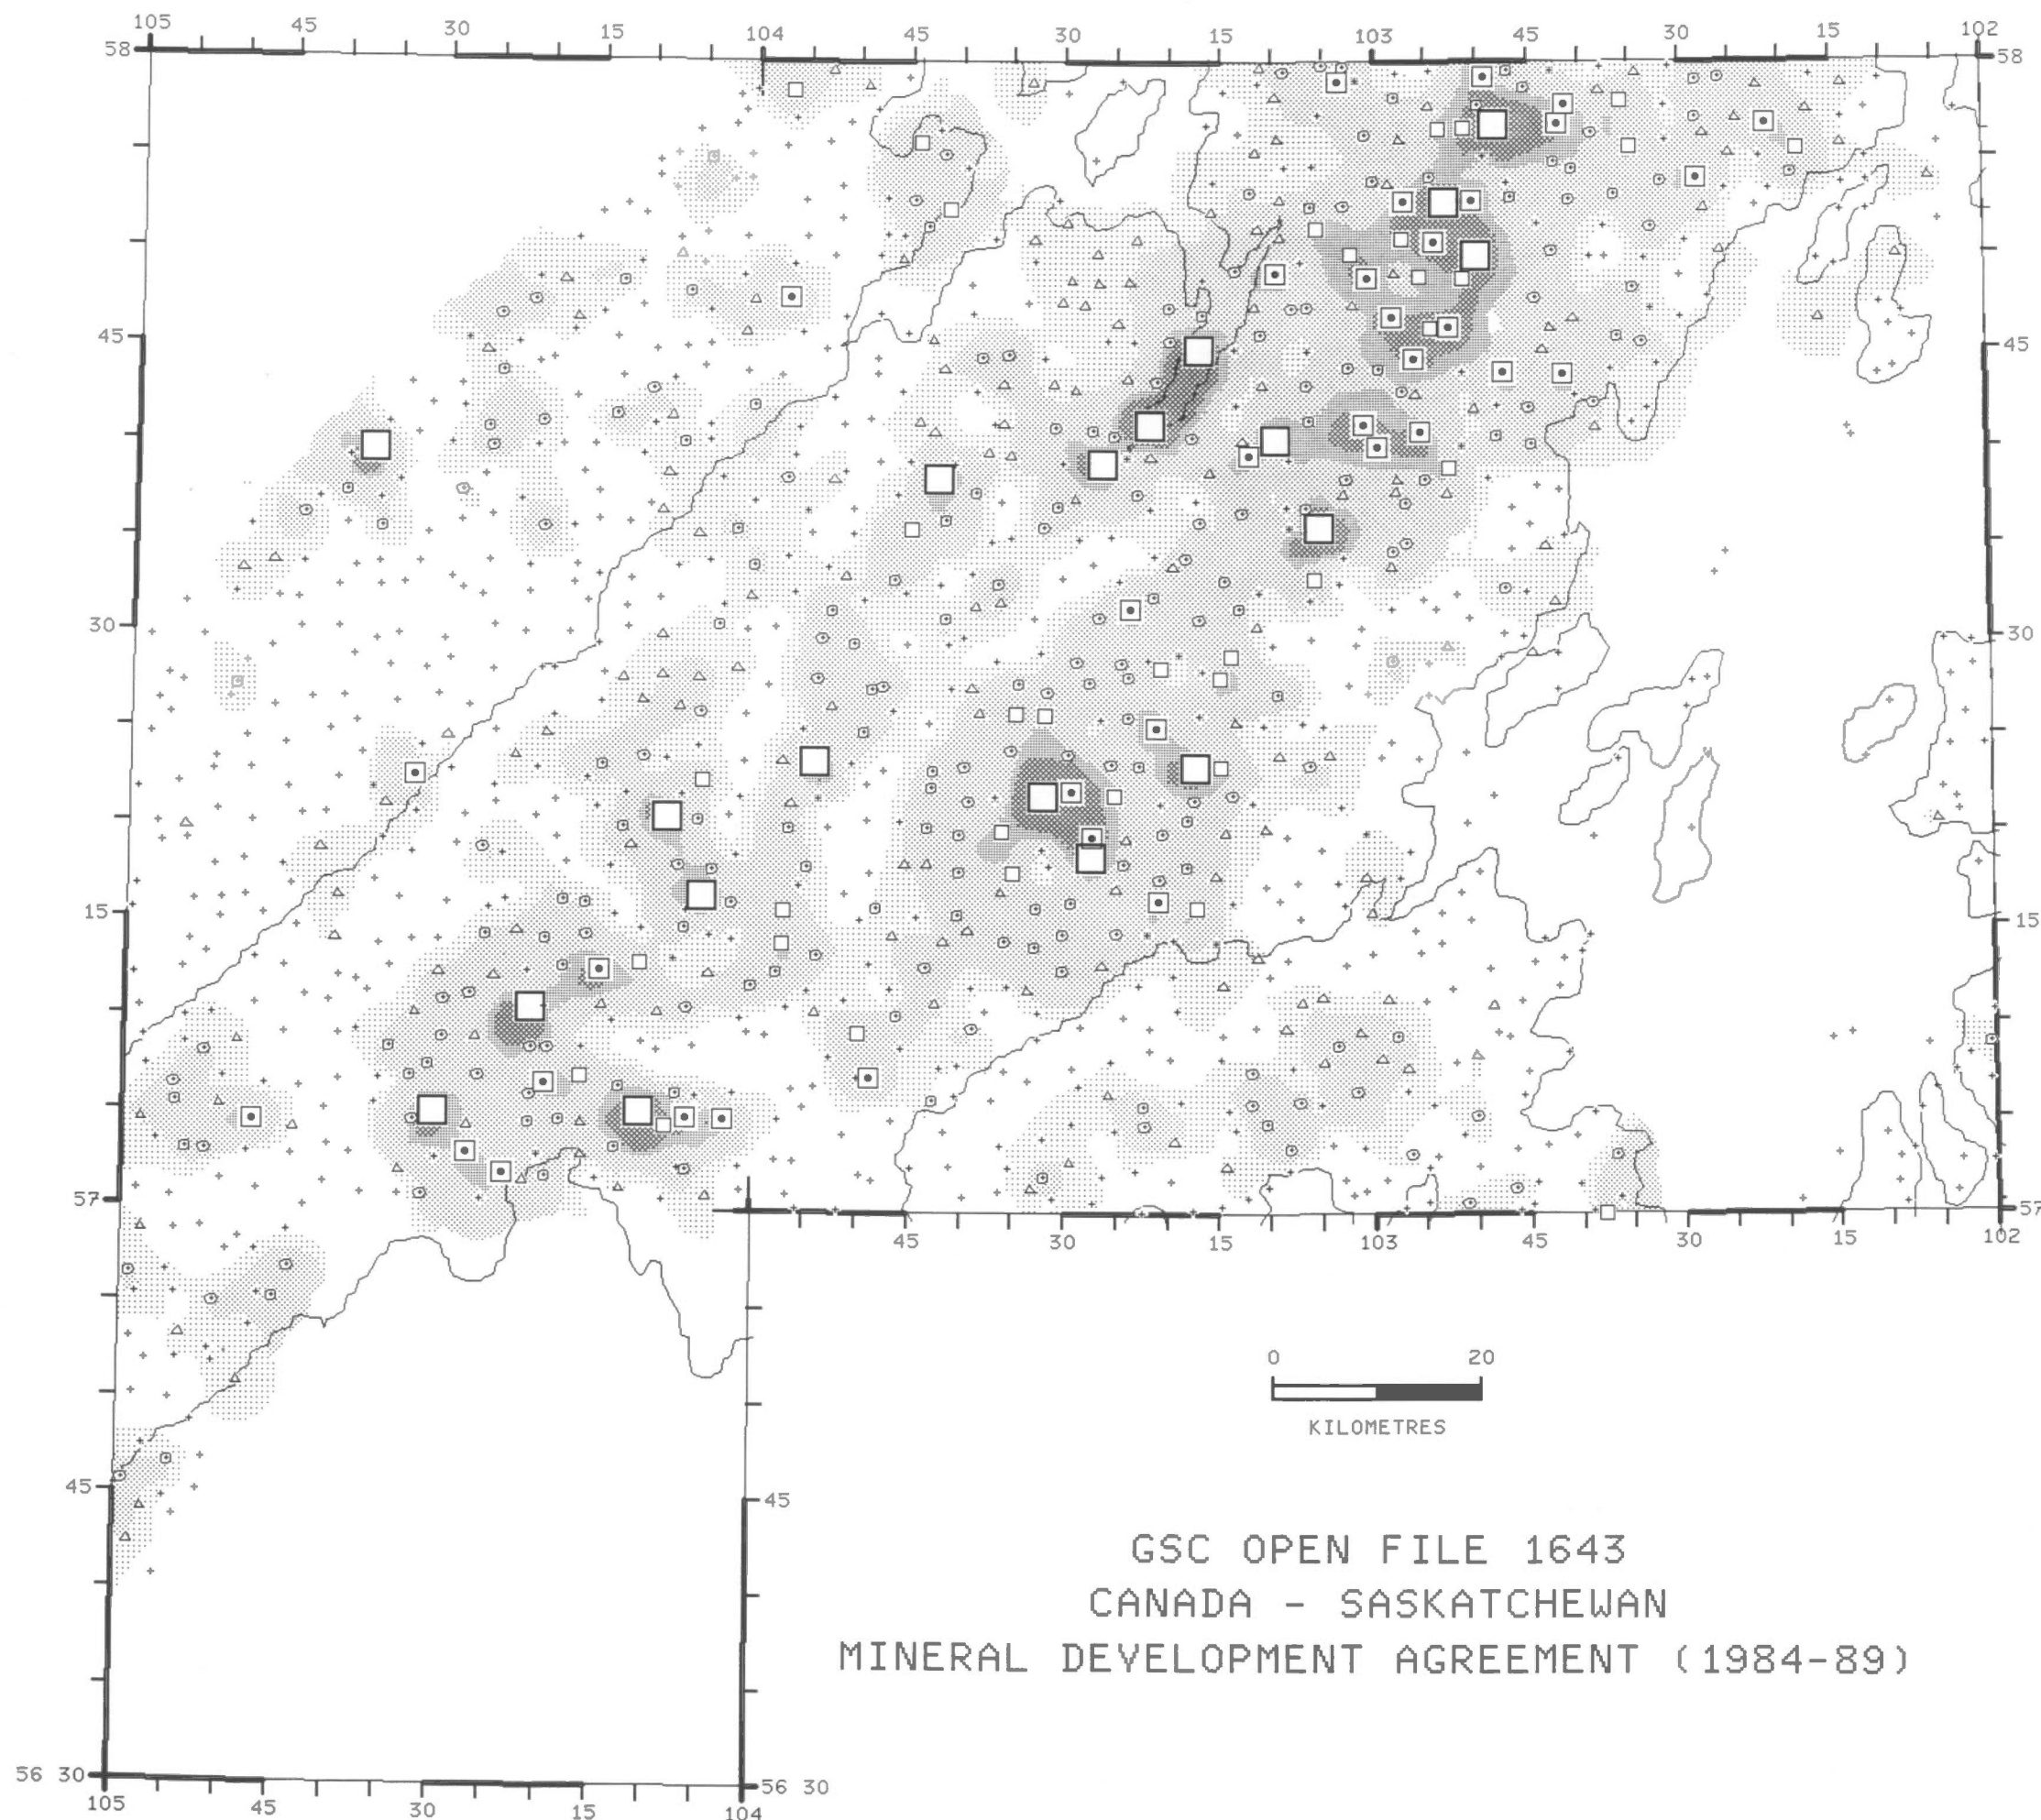 105 45 30 15 104 45 30 15 103 45 30 15 102
58 58
45 45
30 30
15 15
57 57
45 30 15 103 45 30 15 102
0 20
KILOMETRES
45 45
GSC OPEN FILE 1643
CANADA - SASKATCHEWAN
MINERAL DEVELOPMENT AGREEMENT (1984-89)
56 30 56 30
105 45 30 15 104